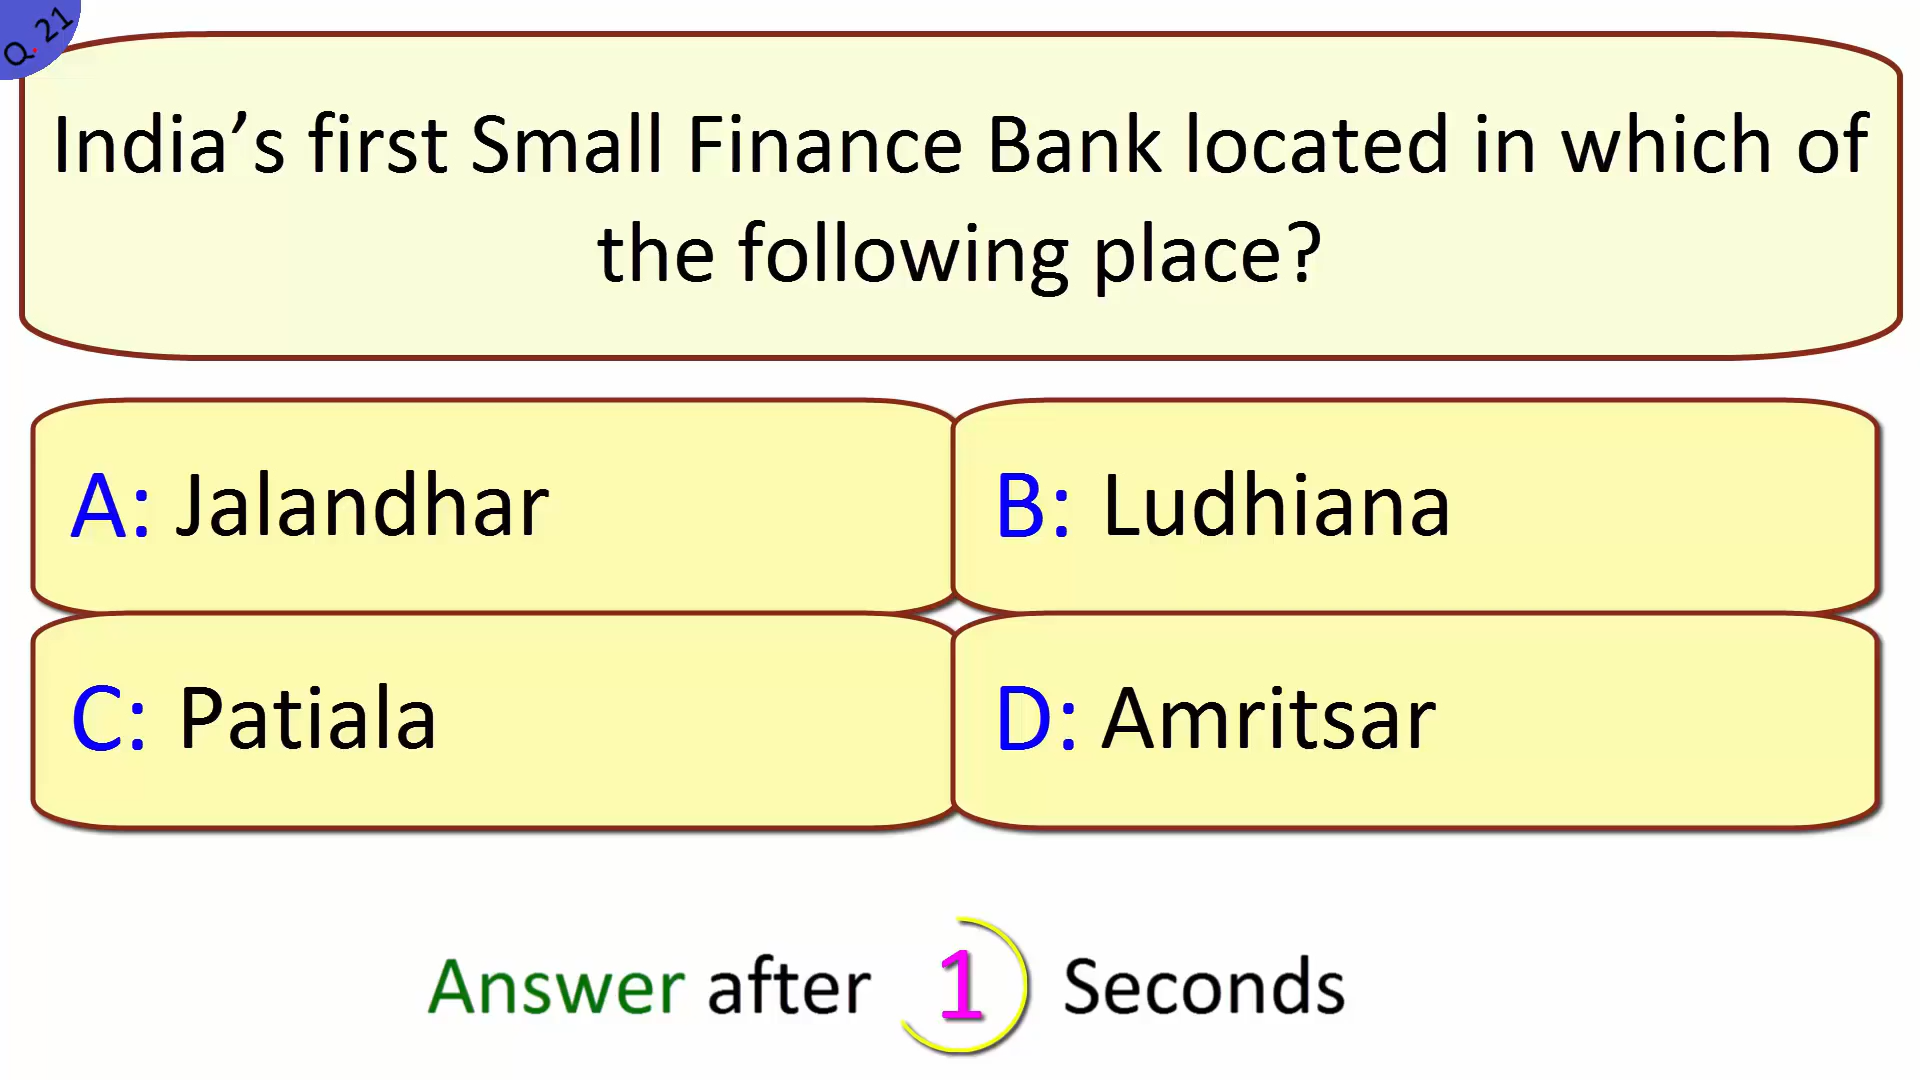 Q. 21
India’s first Small Finance Bank located in which of
the following place?
A: Jalandhar
B: Ludhiana
C: Patiala
D: Amritsar
Answer after 1 Seconds